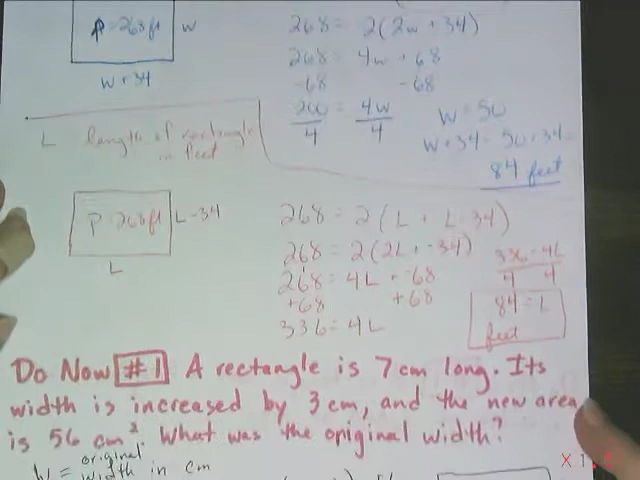 P = 268 ft W
W + 34
268 = 2(2w + 34)
268 = 4w + 68
-68 -68
200 = 4w
4 4
W = 50
W + 34 = 50 + 34 =
84 feet
L length of rectangle
in feet
P = 268 ft L - 34
L
268 = 2(L + L - 34)
268 = 2(2L + -34)
268 = 4L + -68
+68 +68
336 = 4L
336 = 4L
4 4
84 = L
feet
Do Now #1 A rectangle is 7 cm long. Its
width is increased by 3 cm, and the new area
is 56 cm². What was the original width?
W = original
width in cm